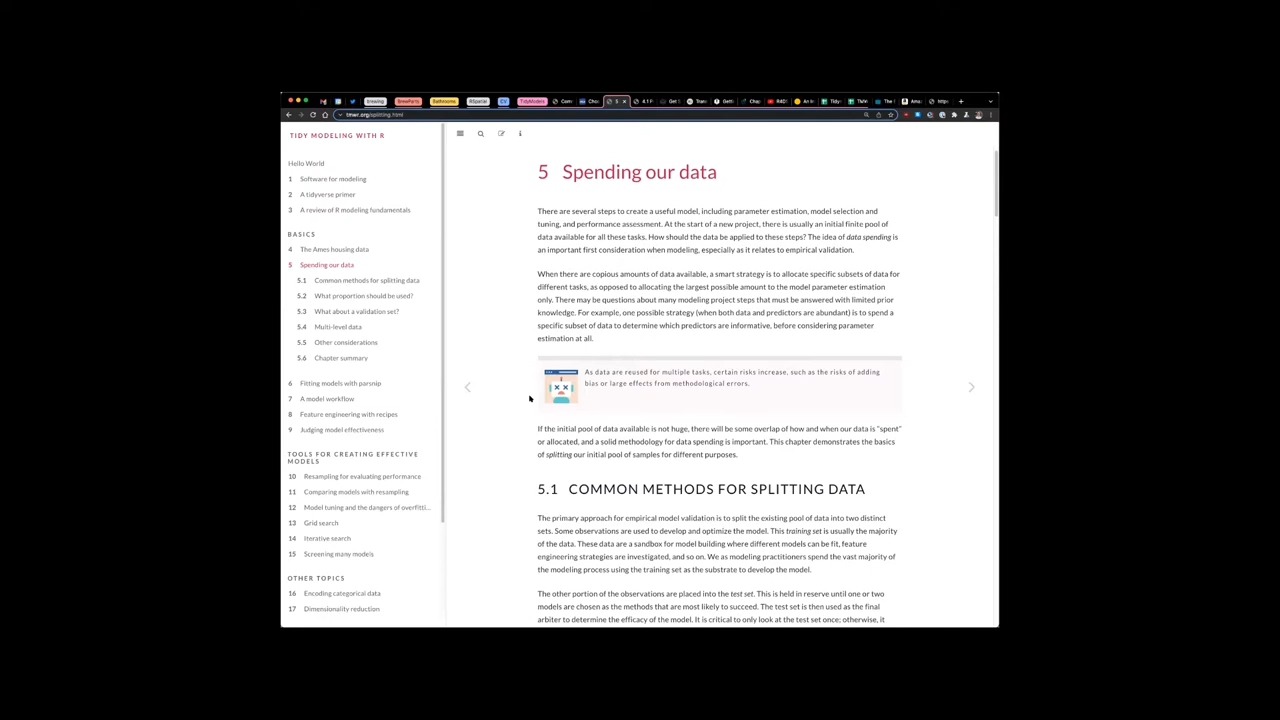 brewing
BrewParty
Bathrooms
RSpatial
CV
TidyModels
tmwr.org/splitting.html
TIDY MODELING WITH R
Hello World
1 Software for modeling
2 A tidyverse primer
3 A review of R modeling fundamentals
BASICS
4 The Ames housing data
5 Spending our data
5.1 Common methods for splitting data
5.2 What proportion should be used?
5.3 What about a validation set?
5.4 Multi-level data
5.5 Other considerations
5.6 Chapter summary
6 Fitting models with parsnip
7 A model workflow
8 Feature engineering with recipes
9 Judging model effectiveness
TOOLS FOR CREATING EFFECTIVE
MODELS
10 Resampling for evaluating performance
11 Comparing models with resampling
12 Model tuning and the dangers of overfitti...
13 Grid search
14 Iterative search
15 Screening many models
OTHER TOPICS
16 Encoding categorical data
17 Dimensionality reduction
5 Spending our data
There are several steps to create a useful model, including parameter estimation, model selection and
tuning, and performance assessment. At the start of a new project, there is usually an initial finite pool of
data available for all these tasks. How should the data be applied to these steps? The idea of data spending is
an important first consideration when modeling, especially as it relates to empirical validation.
When there are copious amounts of data available, a smart strategy is to allocate specific subsets of data for
different tasks, as opposed to allocating the largest possible amount to the model parameter estimation
only. There may be questions about many modeling project steps that must be answered with limited prior
knowledge. For example, one possible strategy (when both data and predictors are abundant) is to spend a
specific subset of data to determine which predictors are informative, before considering parameter
estimation at all.
As data are reused for multiple tasks, certain risks increase, such as the risks of adding
bias or large effects from methodological errors.
If the initial pool of data available is not huge, there will be some overlap of how and when our data is "spent"
or allocated, and a solid methodology for data spending is important. This chapter demonstrates the basics
of splitting our initial pool of samples for different purposes.
5.1 COMMON METHODS FOR SPLITTING DATA
The primary approach for empirical model validation is to split the existing pool of data into two distinct
sets. Some observations are used to develop and optimize the model. This training set is usually the majority
of the data. These data are a sandbox for model building where different models can be fit, feature
engineering strategies are investigated, and so on. We as modeling practitioners spend the vast majority of
the modeling process using the training set as the substrate to develop the model.
The other portion of the observations are placed into the test set. This is held in reserve until one or two
models are chosen as the methods that are most likely to succeed. The test set is then used as the final
arbiter to determine the efficacy of the model. It is critical to only look at the test set once; otherwise, it